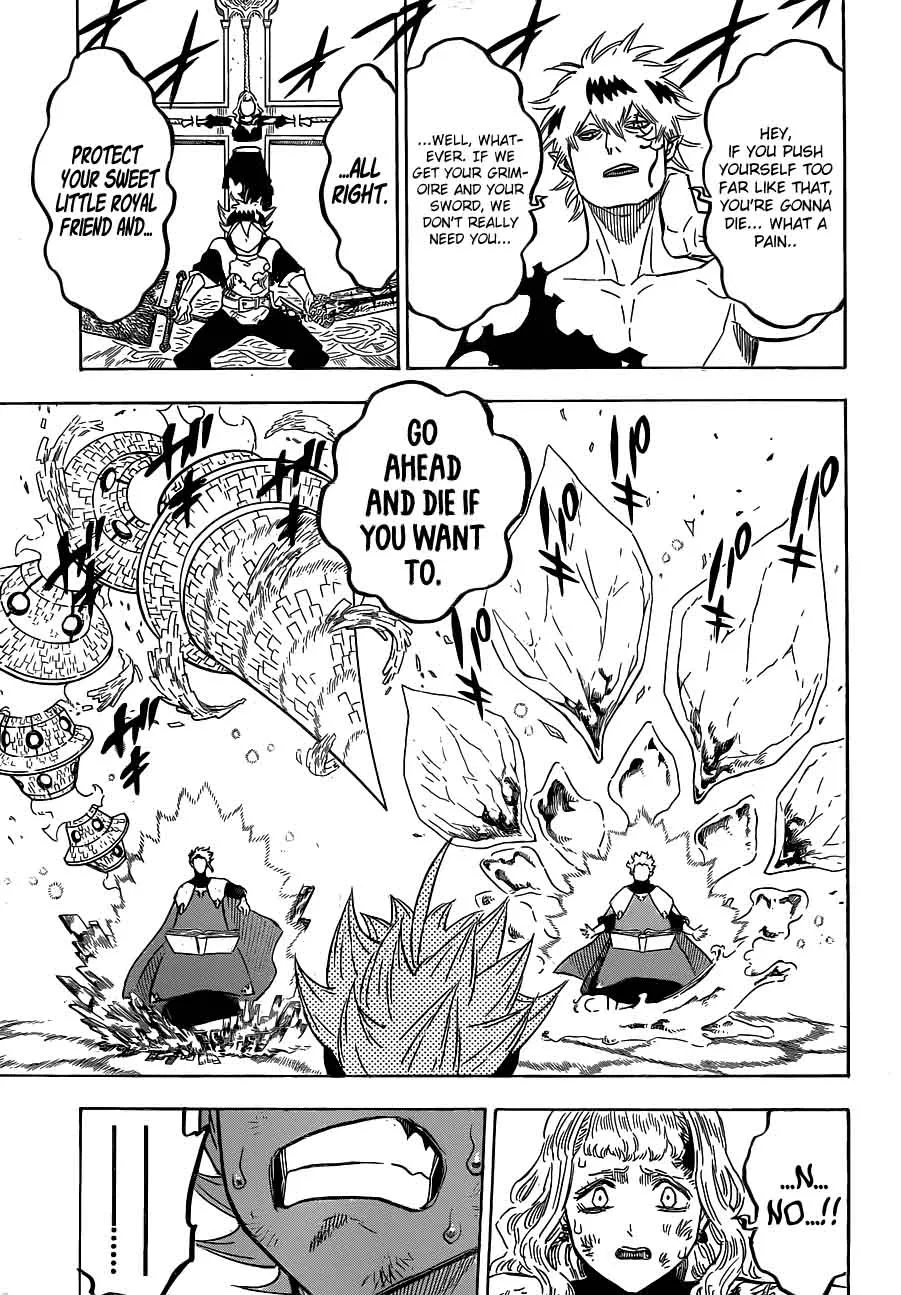 HEY,
IF YOU PUSH
YOURSELF TOO
FAR LIKE THAT,
YOU'RE GONNA
DIE... WHAT A
PAIN..
...WELL, WHAT-
EVER. IF WE
GET YOUR GRIM-
OIRE AND YOUR
SWORD, WE
DON'T REALLY
NEED YOU...
...ALL
RIGHT.
PROTECT
YOUR SWEET
LITTLE ROYAL
FRIEND AND...
GO
AHEAD
AND DIE IF
YOU WANT
TO.
...N...
NO...!!